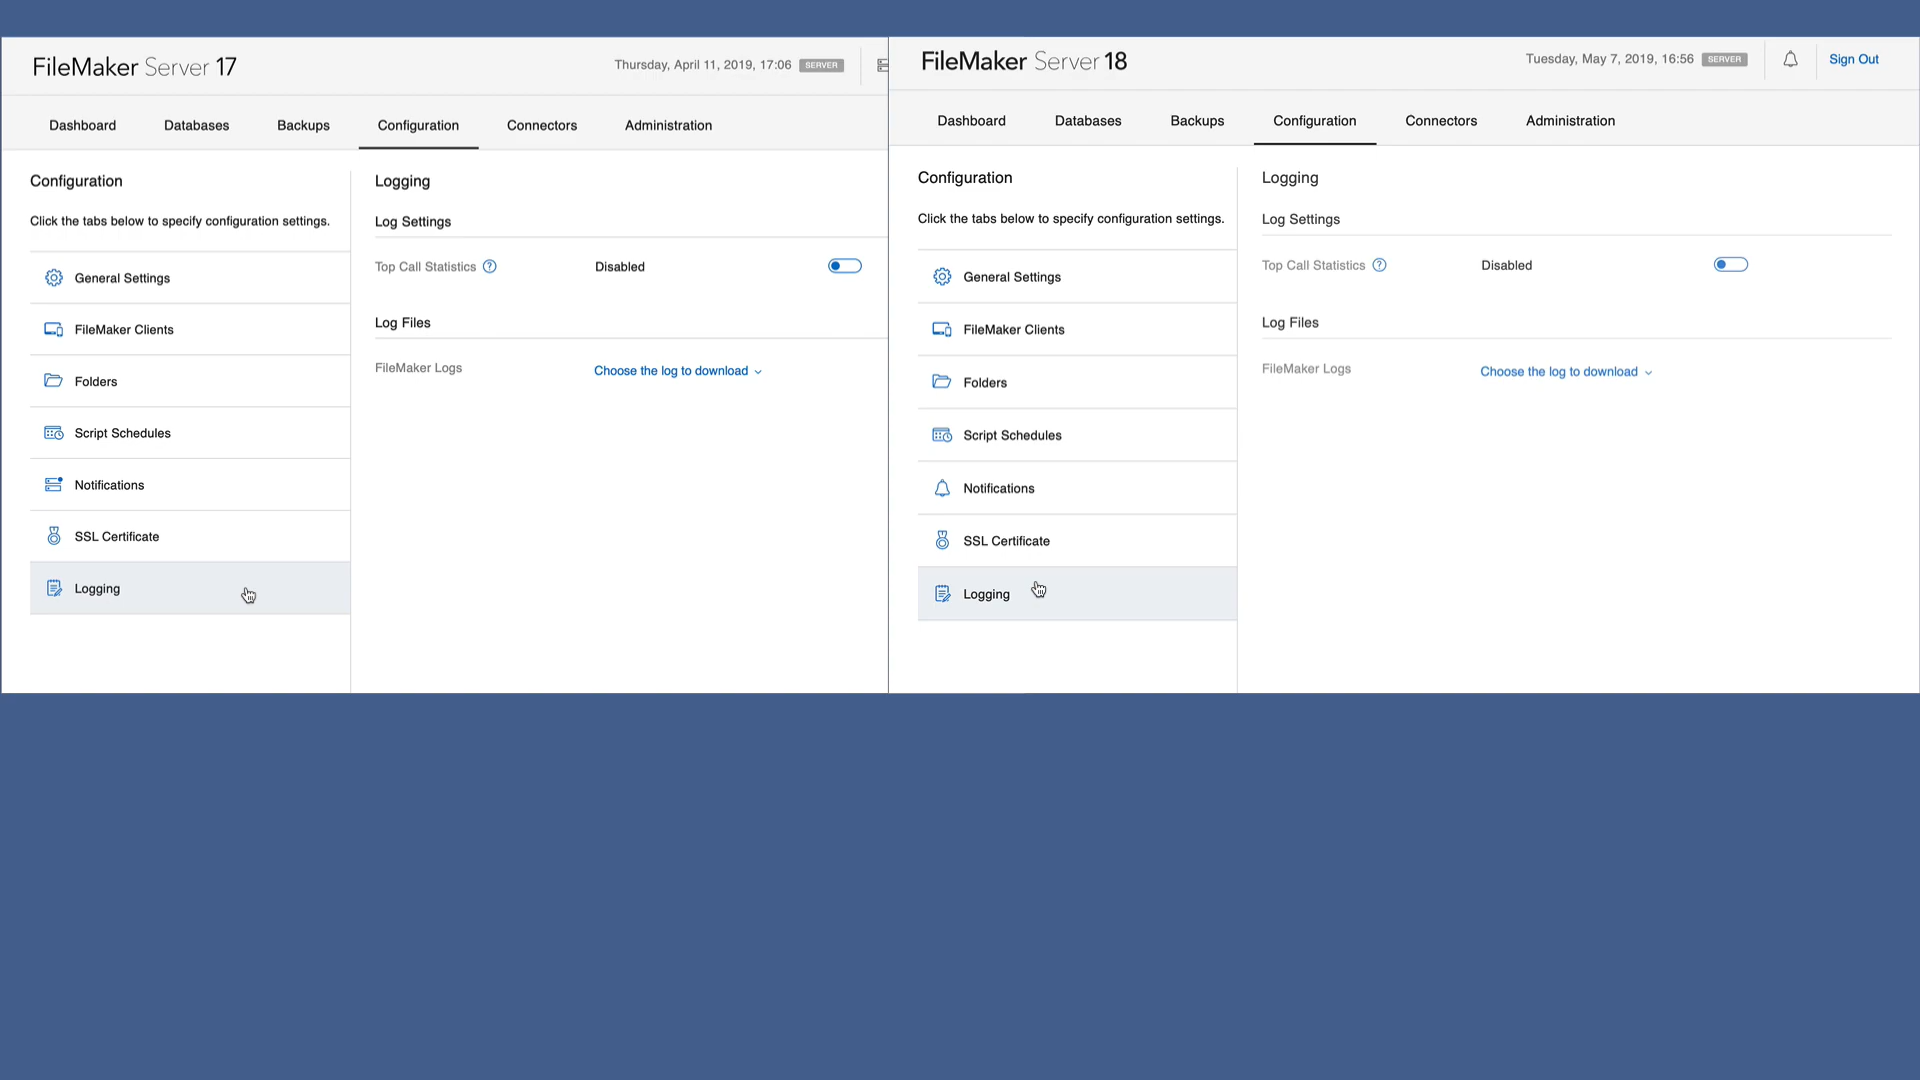 FileMaker Server 17
Thursday, April 11, 2019, 17:06 SERVER
Dashboard Databases Backups Configuration Connectors Administration
Configuration
Click the tabs below to specify configuration settings.
General Settings
FileMaker Clients
Folders
Script Schedules
Notifications
SSL Certificate
Logging
Logging
Log Settings
Top Call Statistics ? Disabled
Log Files
FileMaker Logs Choose the log to download
FileMaker Server 18
Tuesday, May 7, 2019, 16:56 SERVER Sign Out
Dashboard Databases Backups Configuration Connectors Administration
Configuration
Click the tabs below to specify configuration settings.
General Settings
FileMaker Clients
Folders
Script Schedules
Notifications
SSL Certificate
Logging
Logging
Log Settings
Top Call Statistics ? Disabled
Log Files
FileMaker Logs Choose the log to download